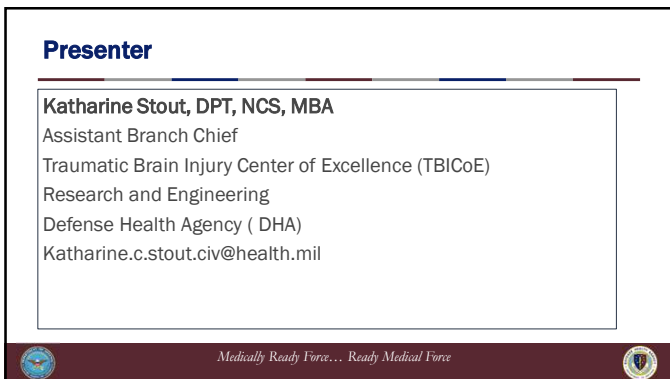 Presenter
Katharine Stout, DPT, NCS, MBA
Assistant Branch Chief
Traumatic Brain Injury Center of Excellence (TBICoE)
Research and Engineering
Defense Health Agency ( DHA)
Katharine.c.stout.civ@health.mil
Medically Ready Force… Ready Medical Force